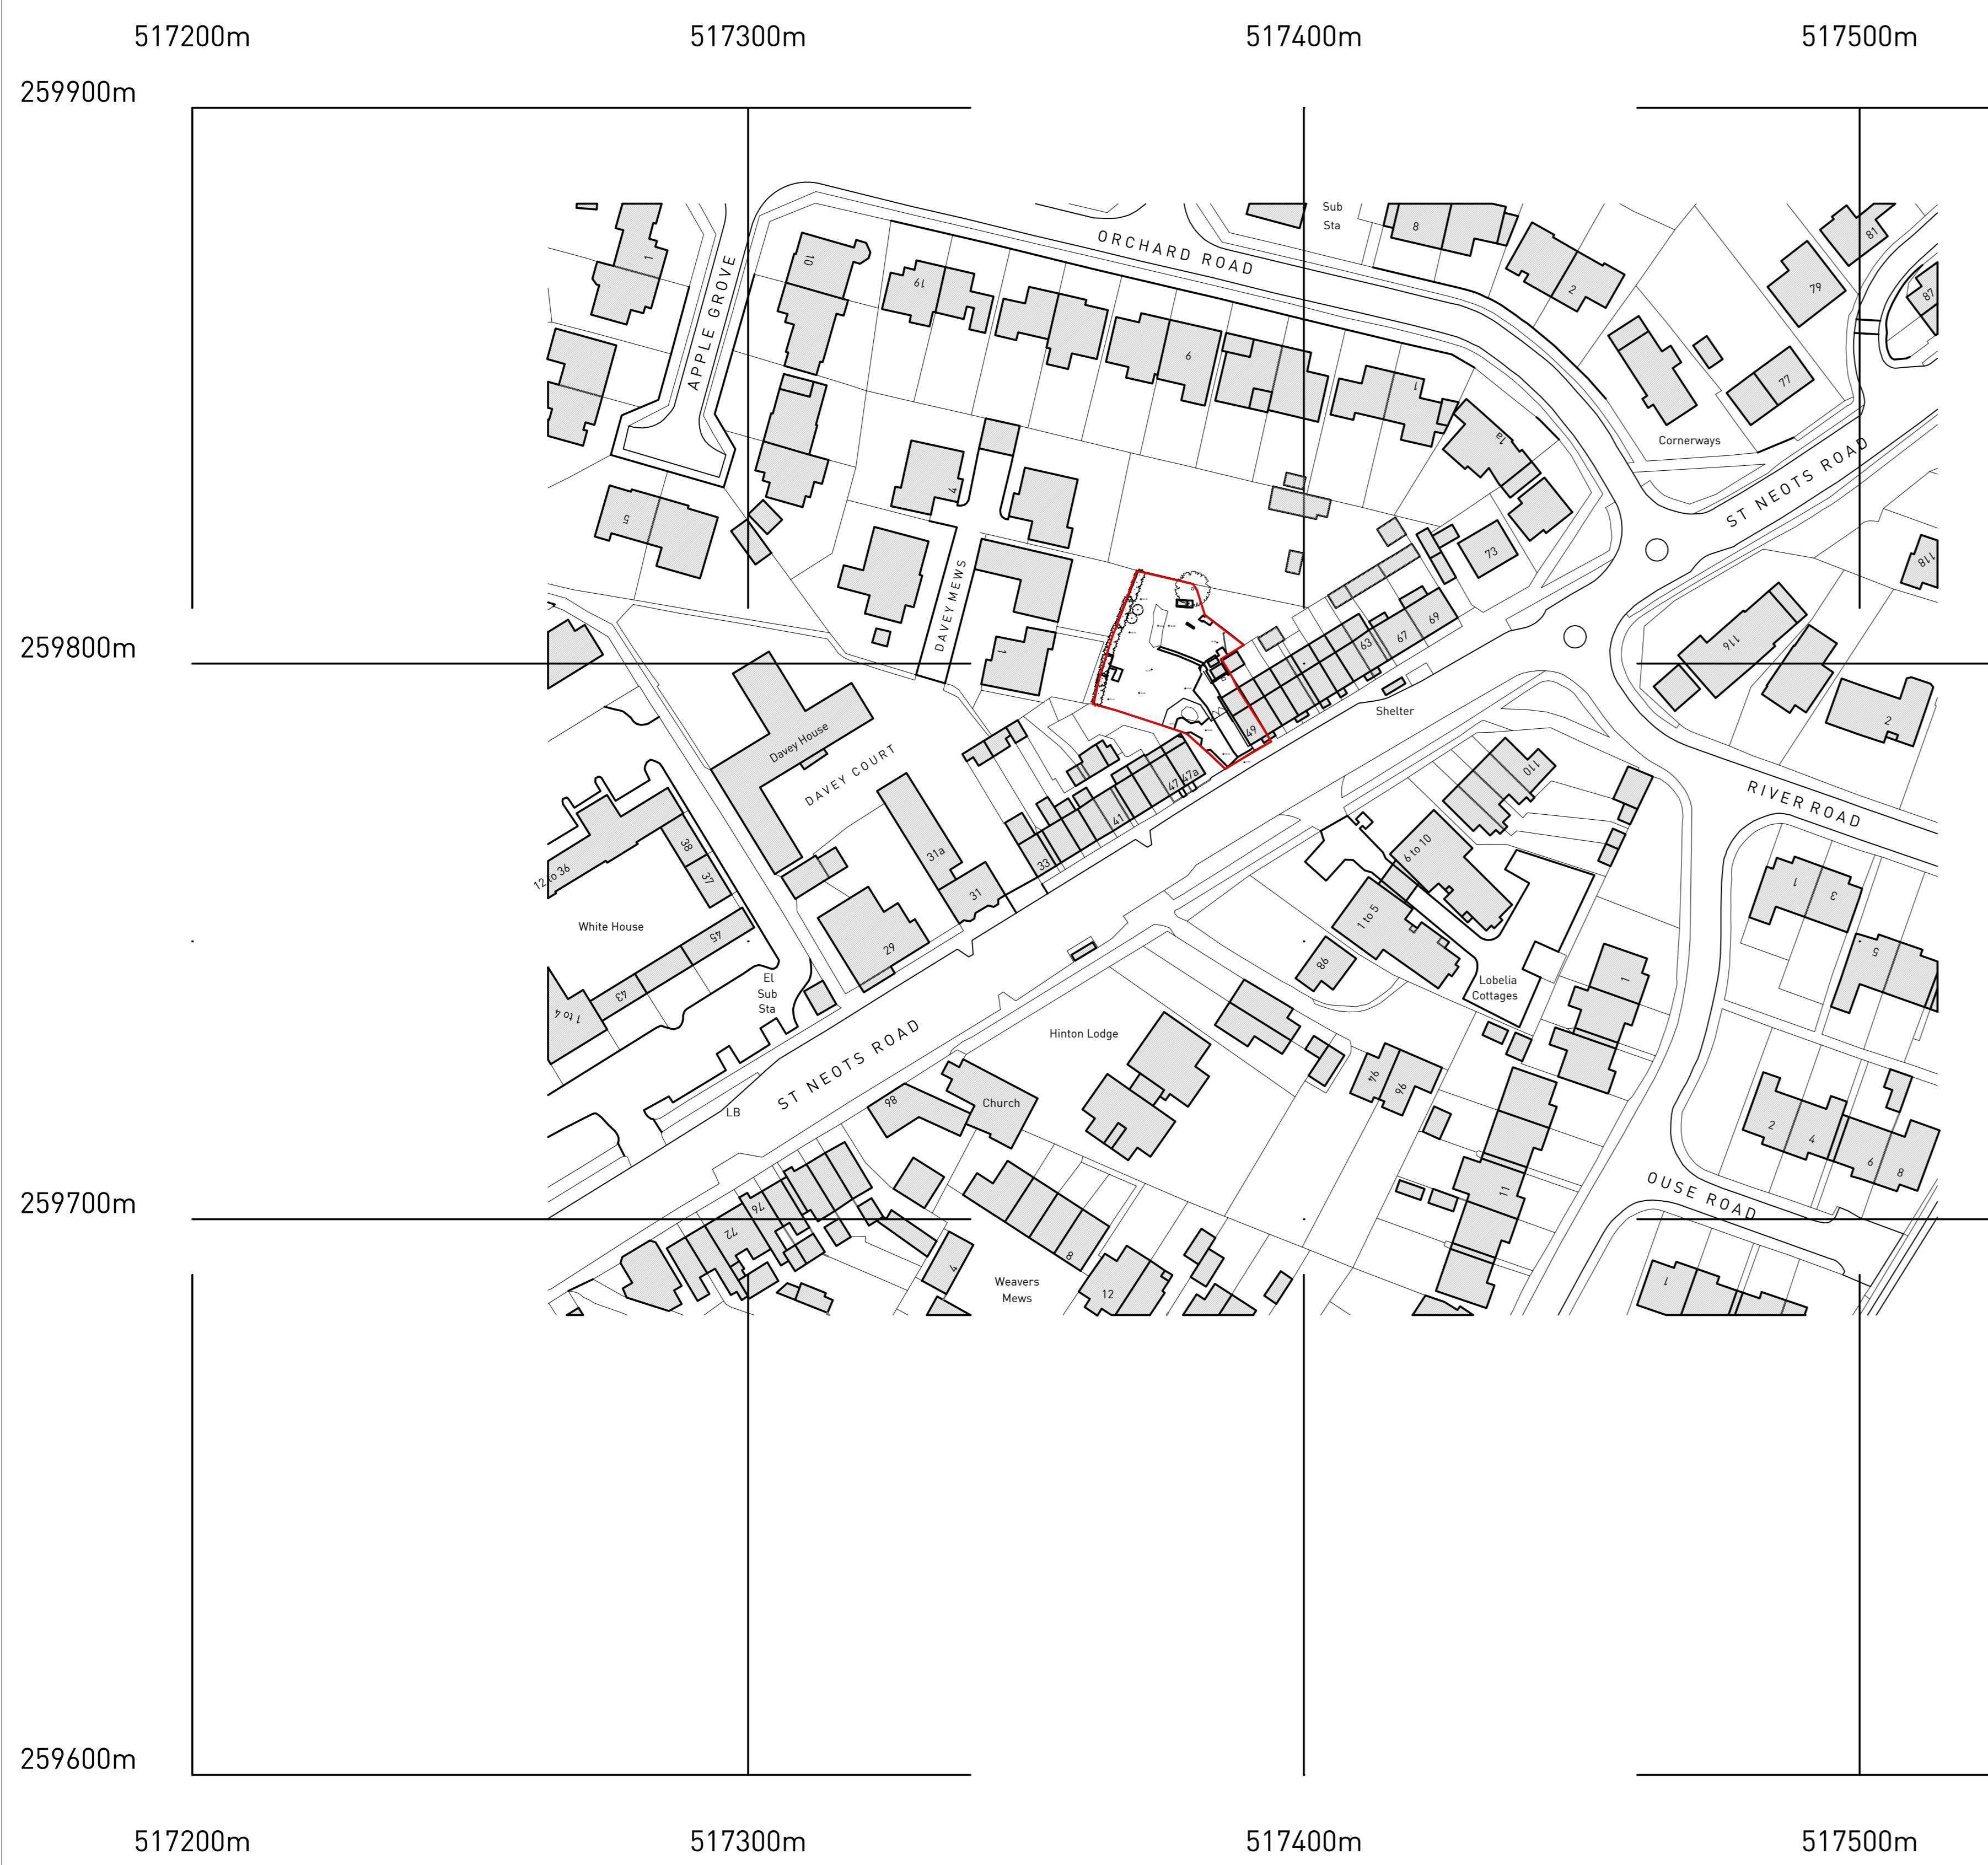 517200m
517300m
517400m
517500m
259900m
Sub
Sta
8
81
ORCHARD ROAD
1
10
19
2
79
87
APPLE GROVE
6
1
77
1a
Cornerways
ST NEOTS ROAD
4
5
73
118
DAVEY MEWS
259800m
1
69
67
63
116
49
Shelter
2
Davey House
DAVEY COURT
47
47a
110
RIVER ROAD
41
33
31a
31
38
37
12 to 36
6 to 10
1 to 5
1
3
White House
45
29
98
5
43
1 to 4
El
Sub
Sta
Lobelia
Cottages
1
Hinton Lodge
ST NEOTS ROAD
LB
86
Church
94
96
2
4
6
8
259700m
76
72
11
OUSE ROAD
4
8
Weavers
Mews
12
1
259600m
517200m
517300m
517400m
517500m